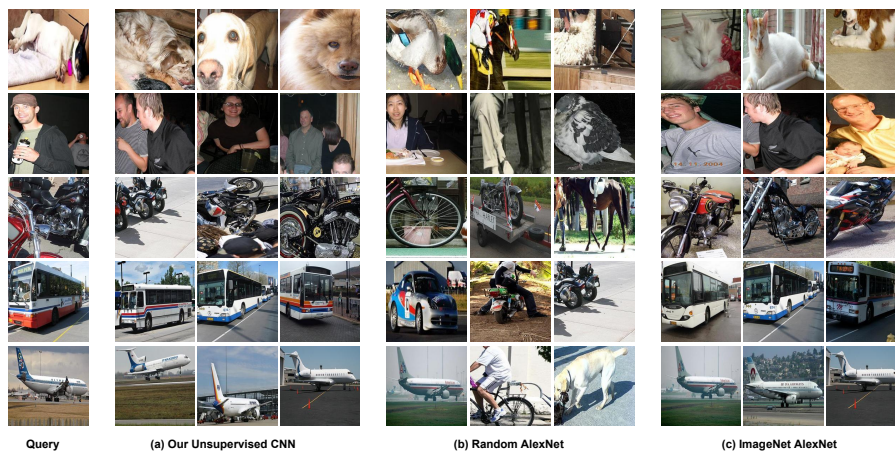 Query
(a) Our Unsupervised CNN
(b) Random AlexNet
(c) ImageNet AlexNet